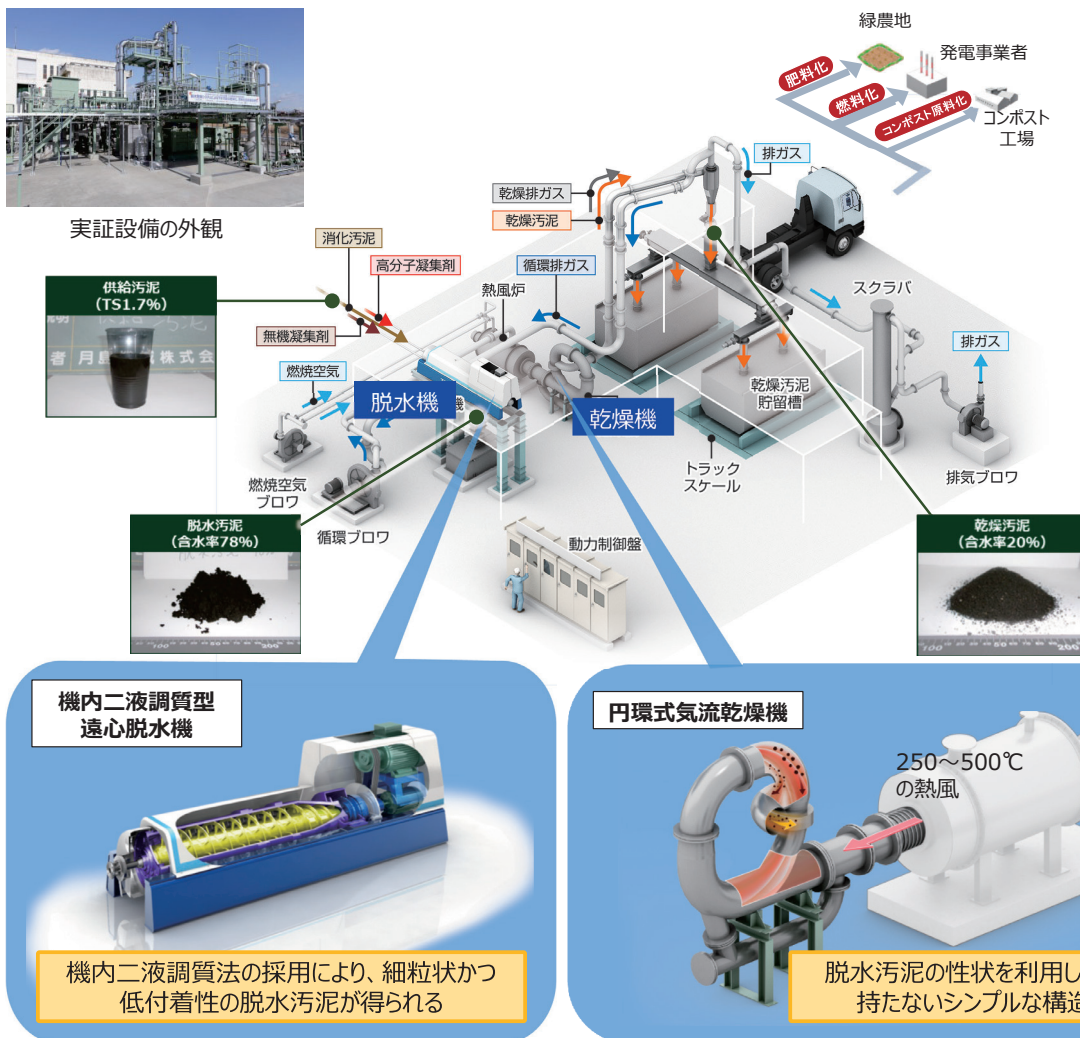 緑農地
発電事業者
肥料化
燃料化
コンポスト原料化
コンポスト
工場
実証設備の外観
排ガス
乾燥排ガス
乾燥汚泥
消化汚泥
高分子凝集剤
循環排ガス
熱風炉
スクラバ
供給汚泥
(TS1.7%)
無機凝集剤
燃焼空気
排ガス
脱水機
乾燥機
乾燥汚泥
貯留槽
トラック
スケール
排気ブロワ
燃焼空気
ブロワ
循環ブロワ
脱水汚泥
(含水率78%)
乾燥汚泥
(含水率20%)
動力制御盤
機内二液調質型
遠心脱水機
円環式気流乾燥機
250~500℃
の熱風
機内二液調質法の採用により、細粒状かつ
低付着性の脱水汚泥が得られる
脱水汚泥の性状を利用し
持たないシンプルな構造